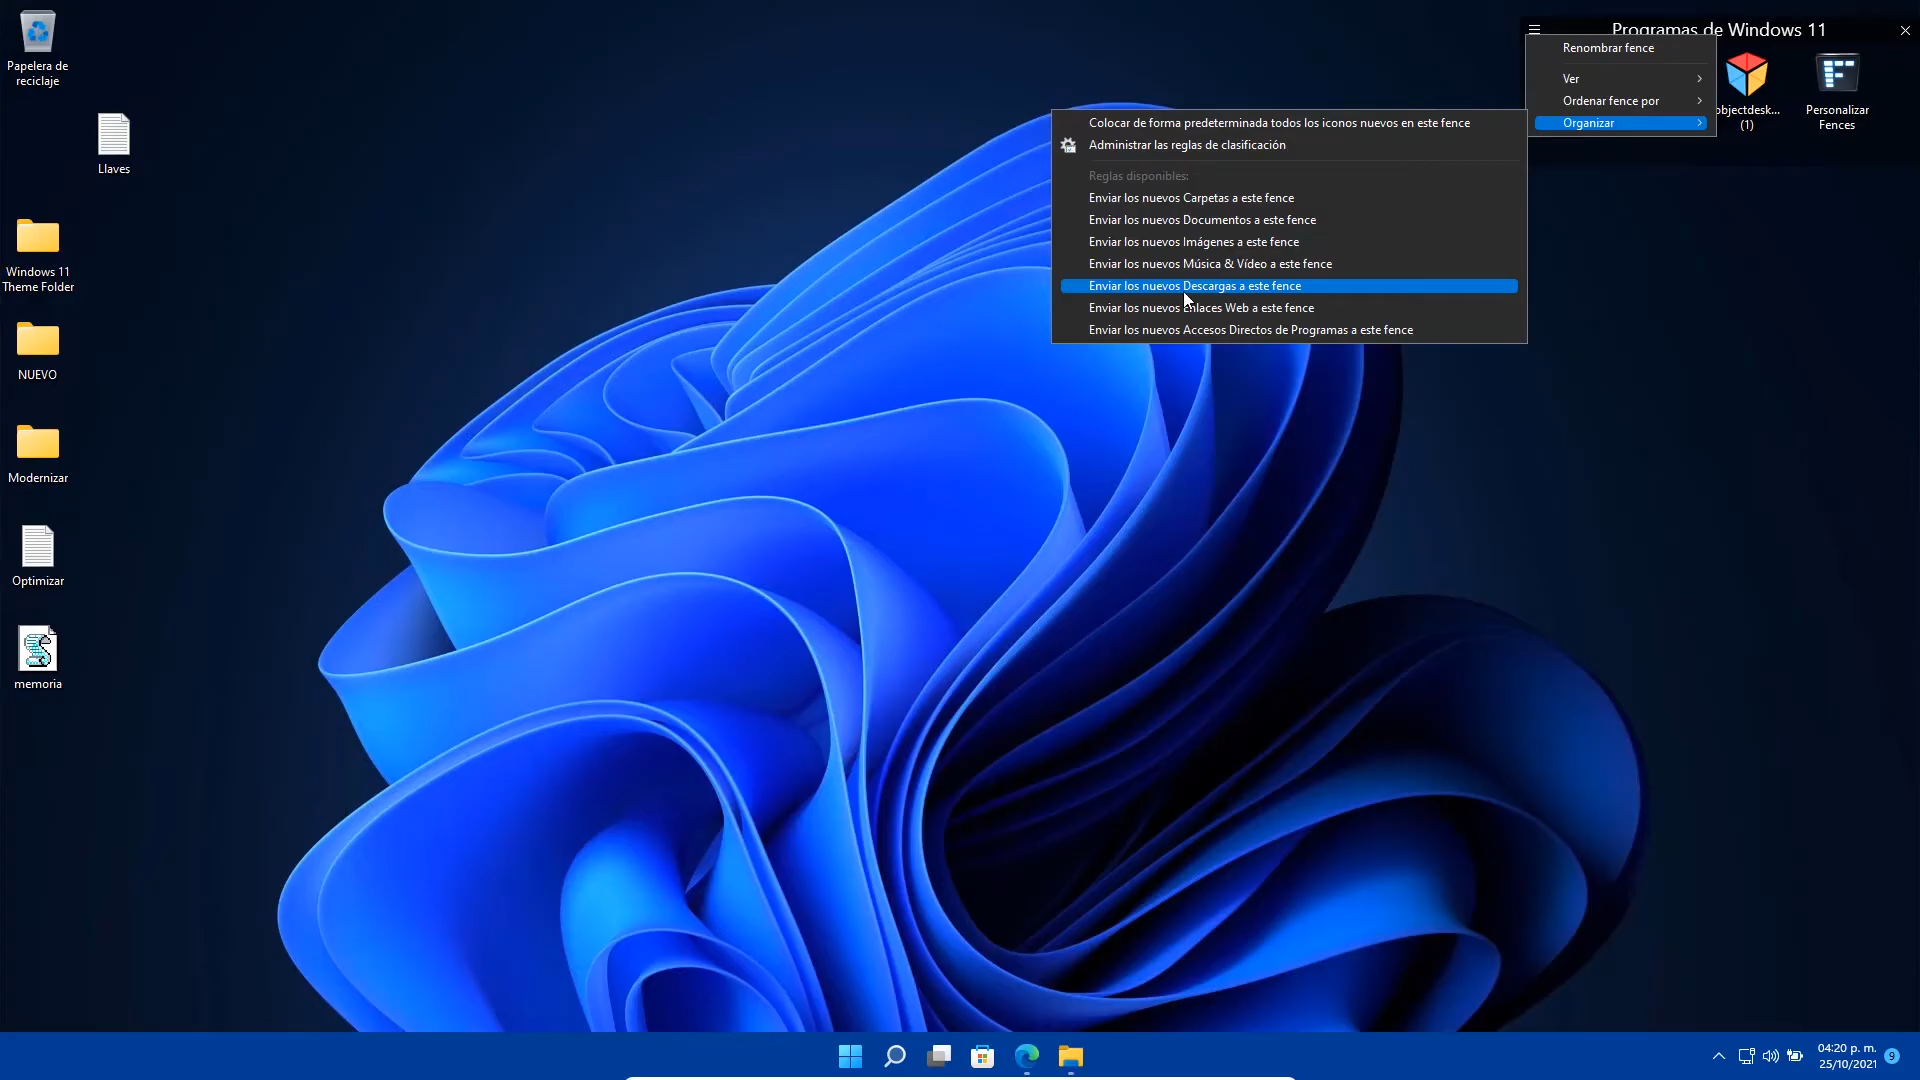 Papelera de
reciclaje
Llaves
Windows 11
Theme Folder
NUEVO
Modernizar
Optimizar
memoria
Programas de Windows 11
Renombrar fence
Ver
Ordenar fence por
Organizar
objectdesk...
(1)
Personalizar
Fences
Colocar de forma predeterminada todos los iconos nuevos en este fence
Administrar las reglas de clasificación
Reglas disponibles:
Enviar los nuevos Carpetas a este fence
Enviar los nuevos Documentos a este fence
Enviar los nuevos Imágenes a este fence
Enviar los nuevos Música & Vídeo a este fence
Enviar los nuevos Descargas a este fence
Enviar los nuevos Enlaces Web a este fence
Enviar los nuevos Accesos Directos de Programas a este fence
04:20 p. m.
25/10/2021
9